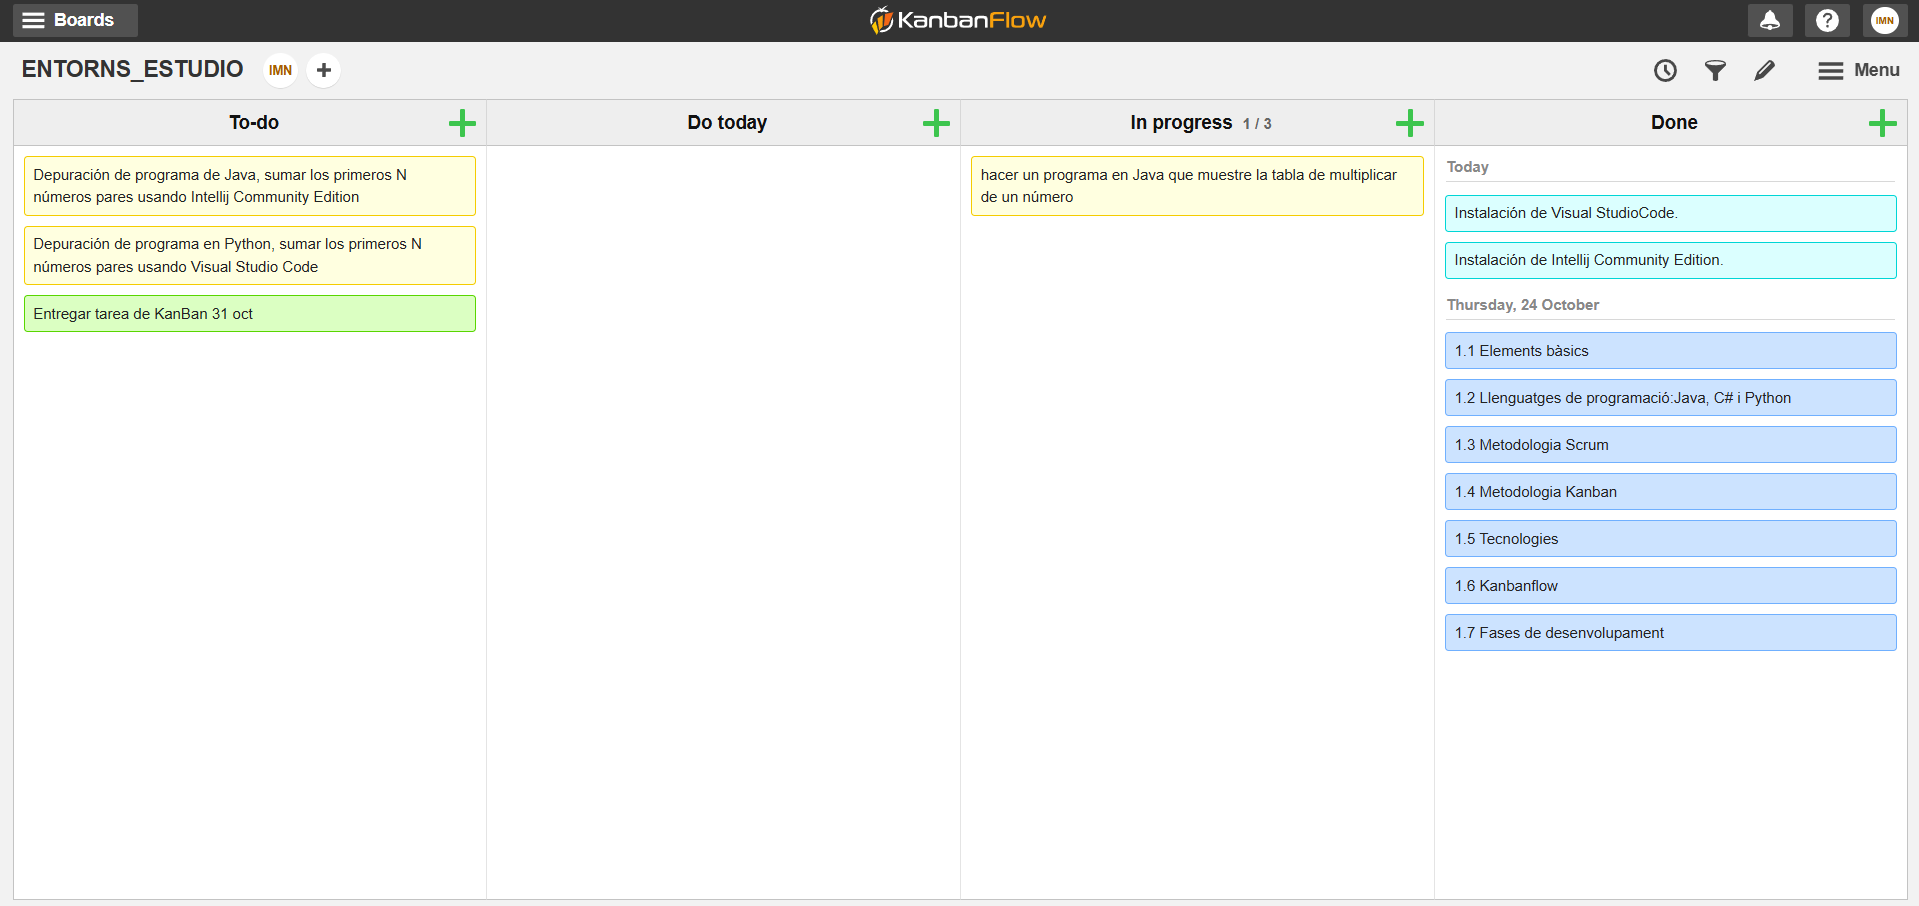 Boards
KanbanFlow
IMN
ENTORNS_ESTUDIO
IMN
Menu
To-do
Depuración de programa de Java, sumar los primeros N
números pares usando Intellij Community Edition
Depuración de programa en Python, sumar los primeros N
números pares usando Visual Studio Code
Entregar tarea de KanBan 31 oct
Do today
In progress 1 / 3
hacer un programa en Java que muestre la tabla de multiplicar
de un número
Done
Today
Instalación de Visual StudioCode.
Instalación de Intellij Community Edition.
Thursday, 24 October
1.1 Elements bàsics
1.2 Llenguatges de programació:Java, C# i Python
1.3 Metodologia Scrum
1.4 Metodologia Kanban
1.5 Tecnologies
1.6 Kanbanflow
1.7 Fases de desenvolupament